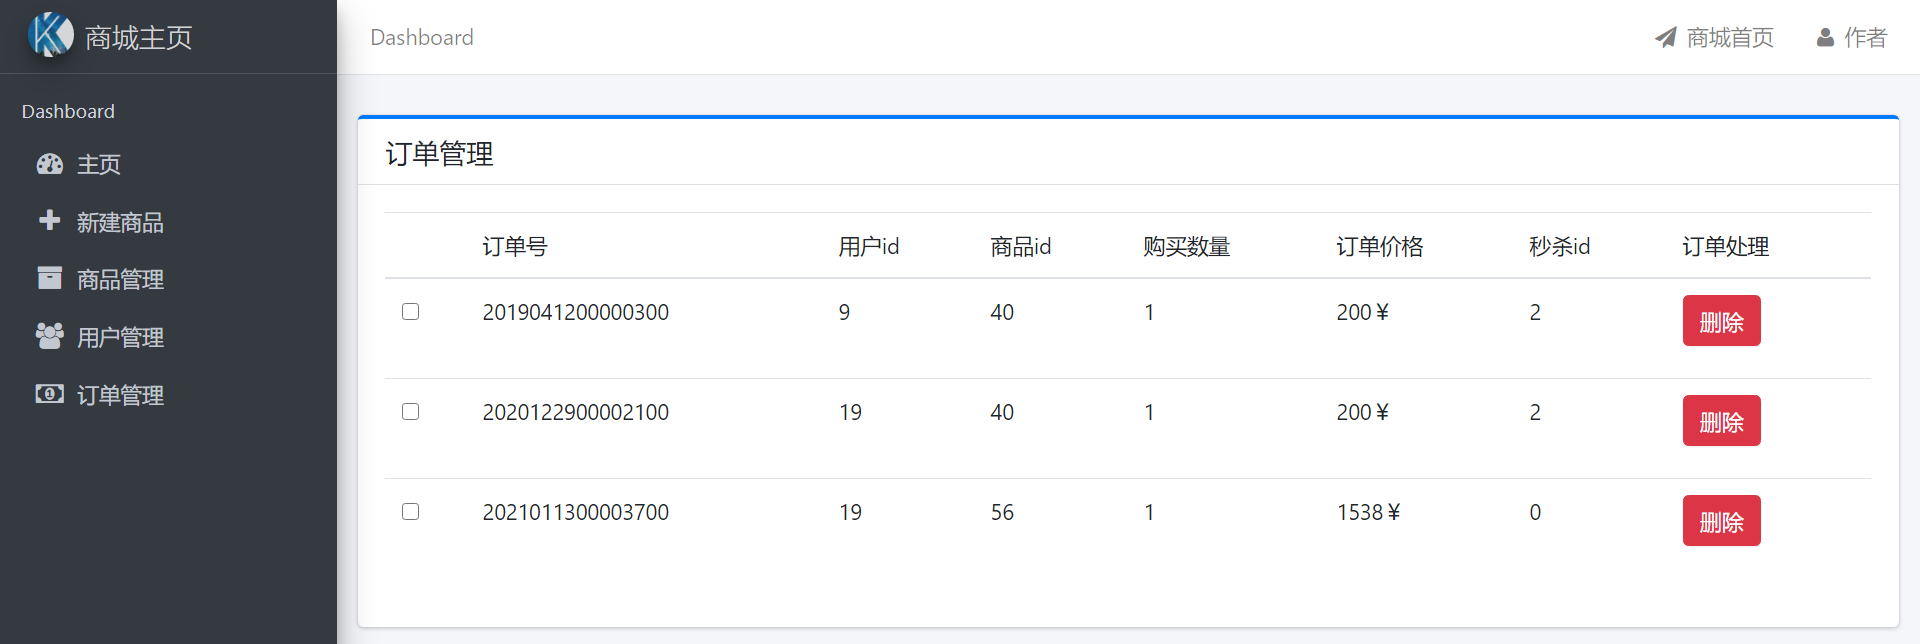 商城主页
Dashboard
商城首页
作者
Dashboard
主页
新建商品
商品管理
用户管理
订单管理
订单管理
订单号 用户id 商品id 购买数量 订单价格 秒杀id 订单处理
2019041200000300 9 40 1 200¥ 2 删除
2020122900002100 19 40 1 200¥ 2 删除
2021011300003700 19 56 1 1538¥ 0 删除